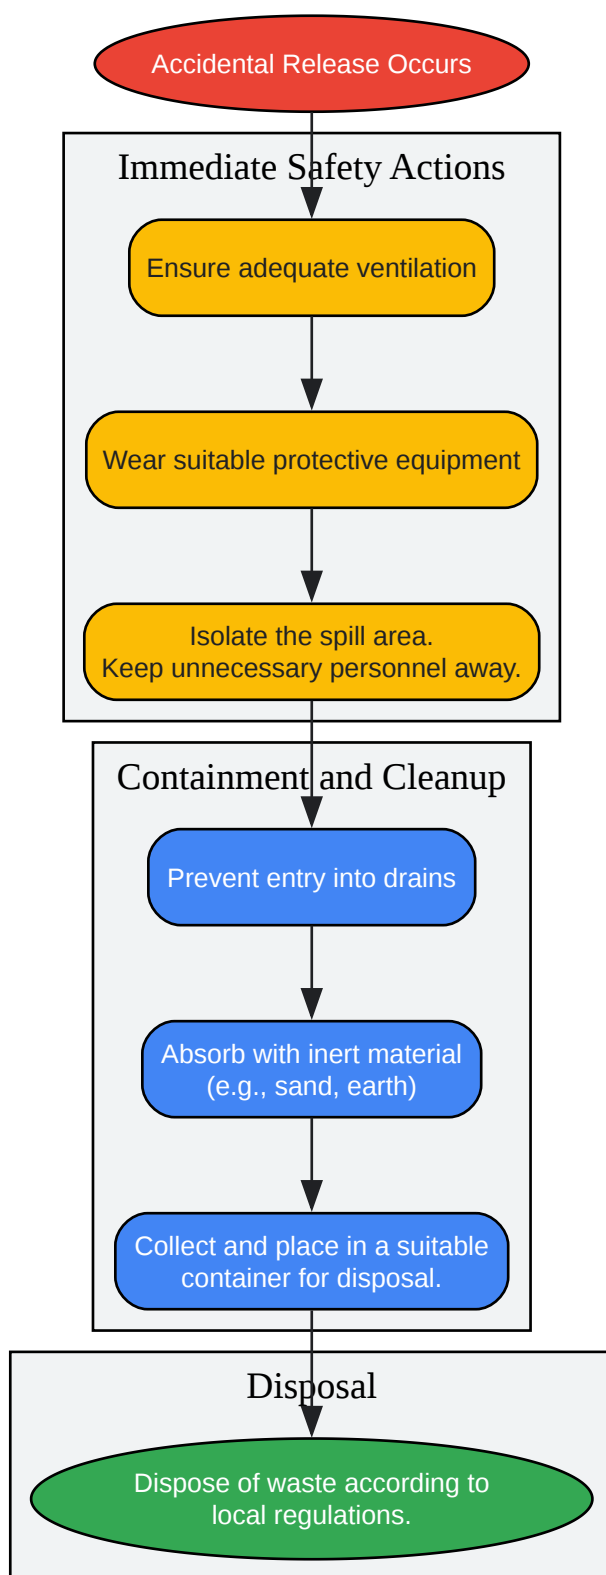 Accidental Release Occurs
Immediate Safety Actions
Ensure adequate ventilation
Wear suitable protective equipment
Isolate the spill area.
Keep unnecessary personnel away.
Containment and Cleanup
Prevent entry into drains
Absorb with inert material
(e.g., sand, earth)
Collect and place in a suitable
container for disposal.
Disposal
Dispose of waste according to
local regulations.